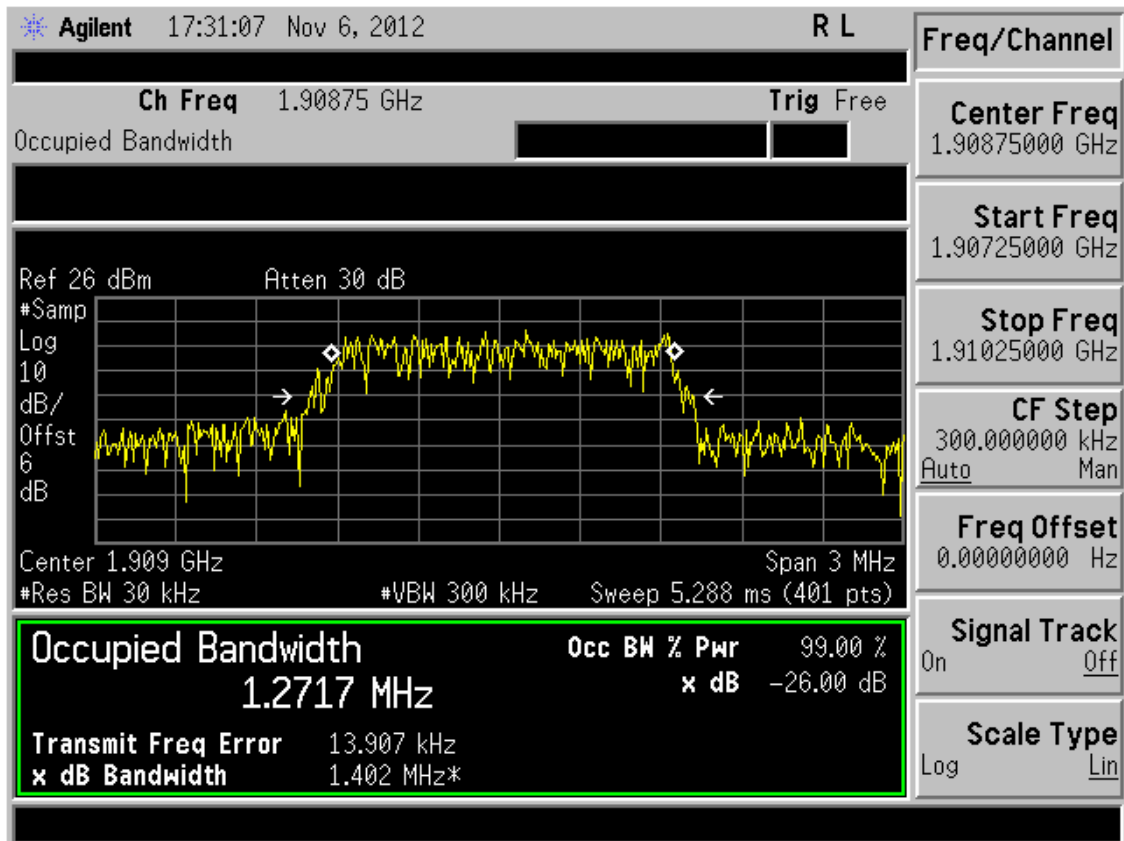 Agilent 17:31:07 Nov 6, 2012 R L
Ch Freq 1.90875 GHz Trig Free
Occupied Bandwidth
Ref 26 dBm Atten 30 dB
#Samp
Log
10
dB/
Offst
6
dB
Center 1.909 GHz Span 3 MHz
#Res BW 30 kHz #VBW 300 kHz Sweep 5.288 ms (401 pts)
Occupied Bandwidth Occ BW % Pwr 99.00 %
1.2717 MHz x dB -26.00 dB
Transmit Freq Error 13.907 kHz
x dB Bandwidth 1.402 MHz*
Freq/Channel
Center Freq
1.90875000 GHz
Start Freq
1.90725000 GHz
Stop Freq
1.91025000 GHz
CF Step
300.000000 kHz
Auto Man
Freq Offset
0.00000000 Hz
Signal Track
On Off
Scale Type
Log Lin